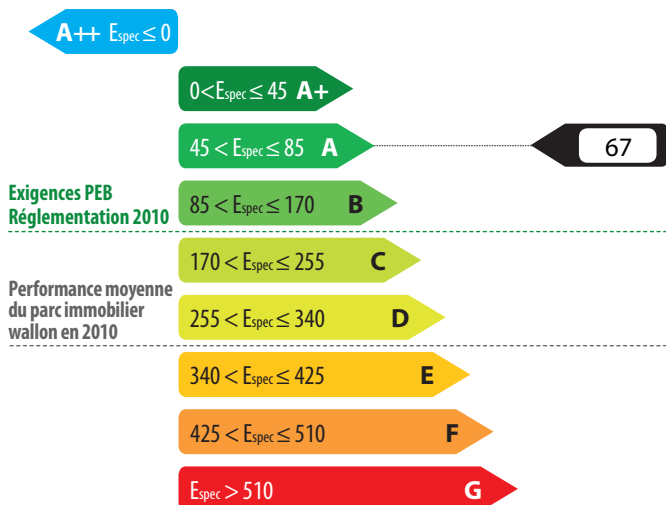 A++ Espec ≤ 0
0<Espec ≤ 45 A+
45 < Espec ≤ 85 A
67
Exigences PEB
Réglementation 2010
85 < Espec ≤ 170 B
170 < Espec ≤ 255 C
Performance moyenne
du parc immobilier
wallon en 2010
255 < Espec ≤ 340 D
340 < Espec ≤ 425 E
425 < Espec ≤ 510 F
Espec > 510 G